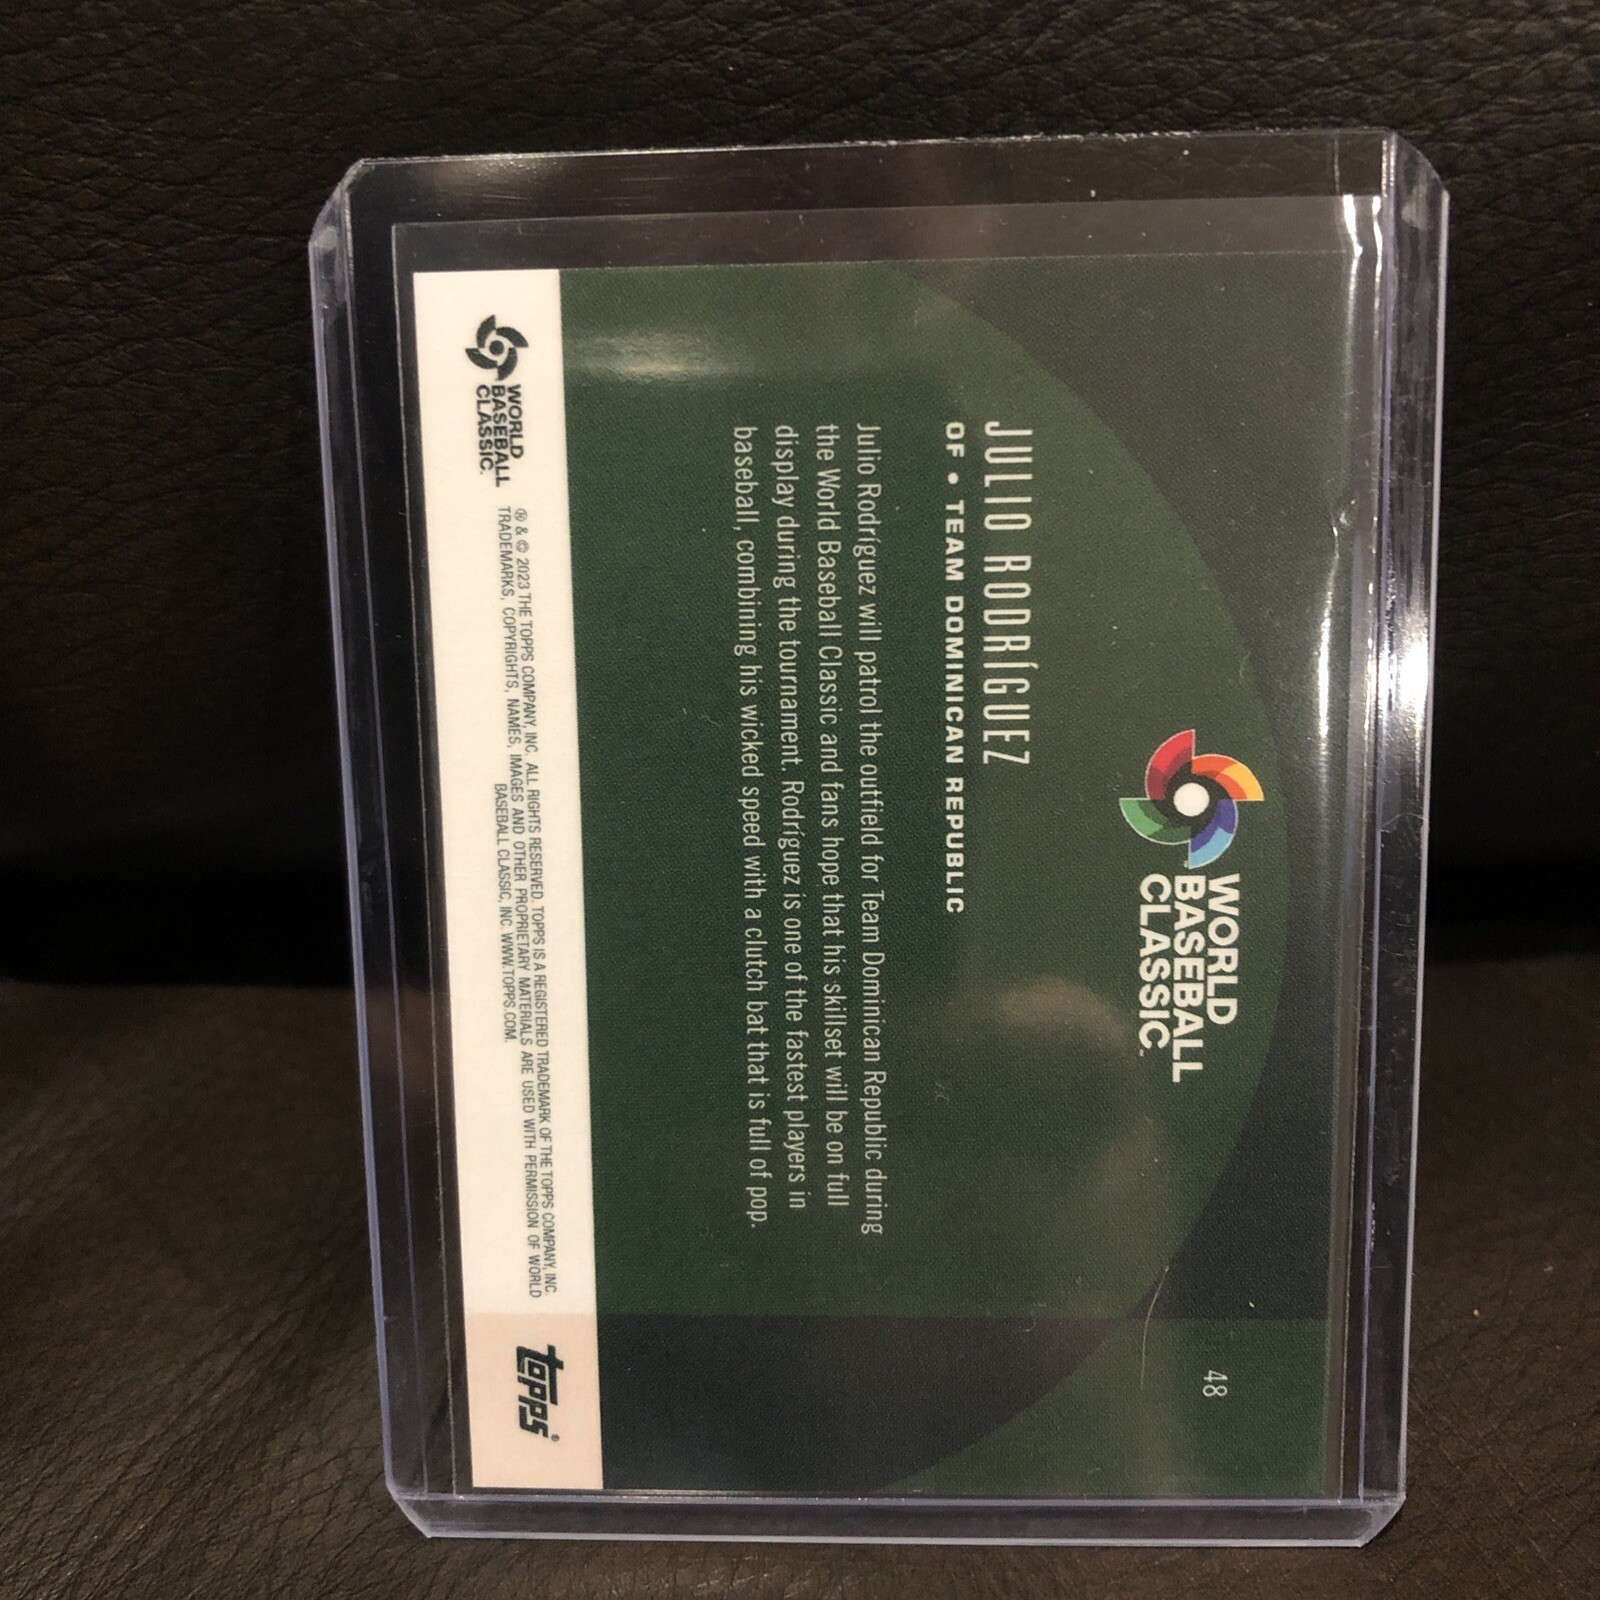 WORLD
BASEBALL
CLASSIC.
48
JULIO RODRÍGUEZ
OF • TEAM DOMINICAN REPUBLIC
Julio Rodríguez will patrol the outfield for Team Dominican Republic during
the World Baseball Classic and fans hope that his skillset will be on full
display during the tournament. Rodríguez is one of the fastest players in
baseball, combining his wicked speed with a clutch bat that is full of pop.
WORLD
BASEBALL
CLASSIC.
® & © 2023 THE TOPPS COMPANY, INC. ALL RIGHTS RESERVED. TOPPS IS A REGISTERED TRADEMARK OF THE TOPPS COMPANY, INC.
TRADEMARKS, COPYRIGHTS, NAMES, IMAGES AND OTHER PROPRIETARY MATERIALS ARE USED WITH PERMISSION OF WORLD
BASEBALL CLASSIC, INC. WWW.TOPPS.COM.
topps®